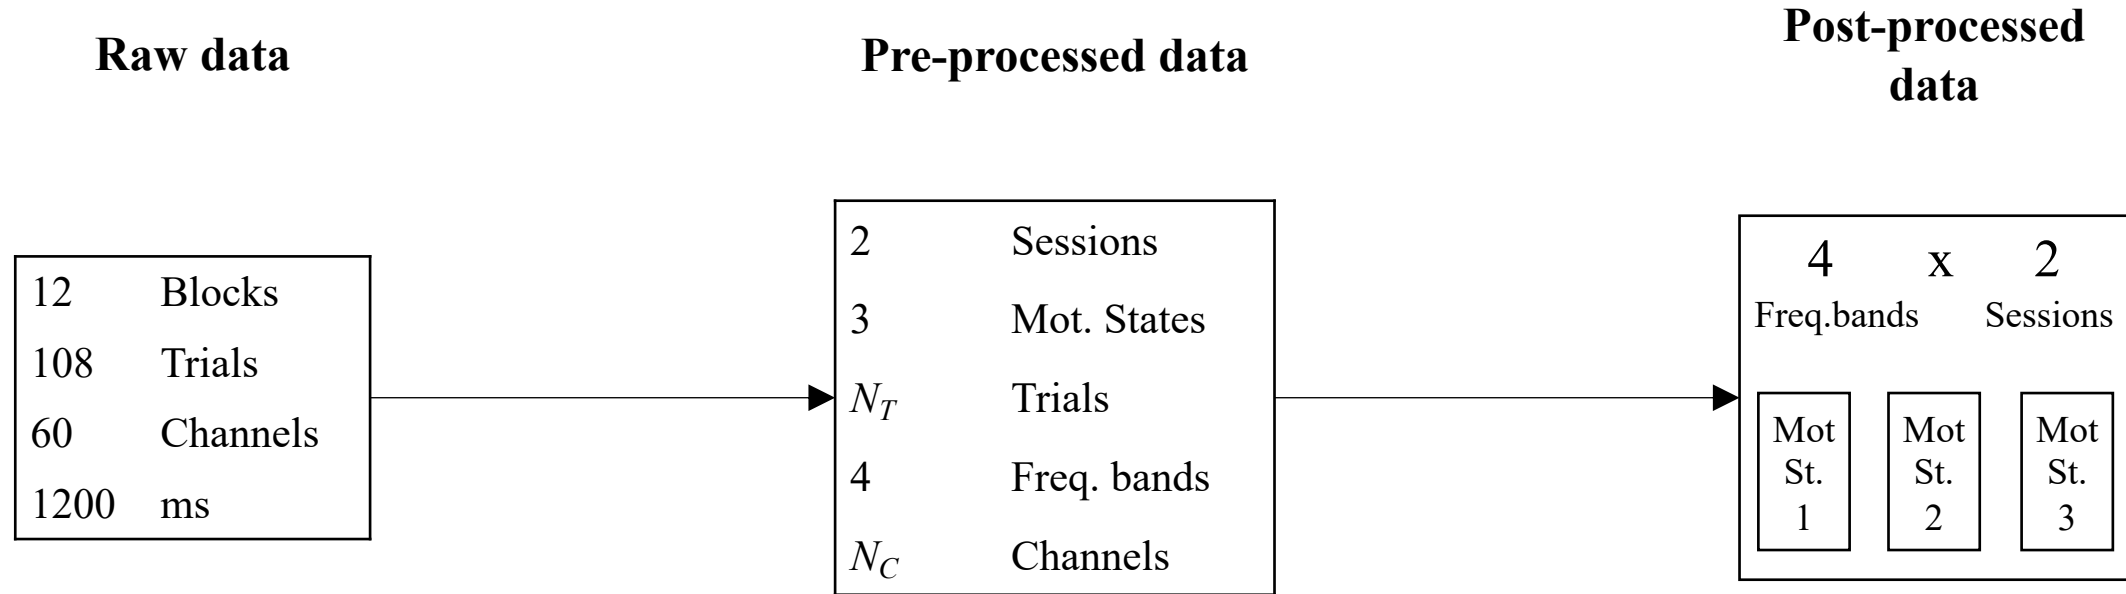 Raw data
12 Blocks
108 Trials
60 Channels
1200 ms
Pre-processed data
2 Sessions
3 Mot. States
N_T Trials
4 Freq. bands
N_C Channels
Post-processed
data
4 x 2
Freq.bands Sessions
Mot
St.
1
Mot
St.
2
Mot
St.
3